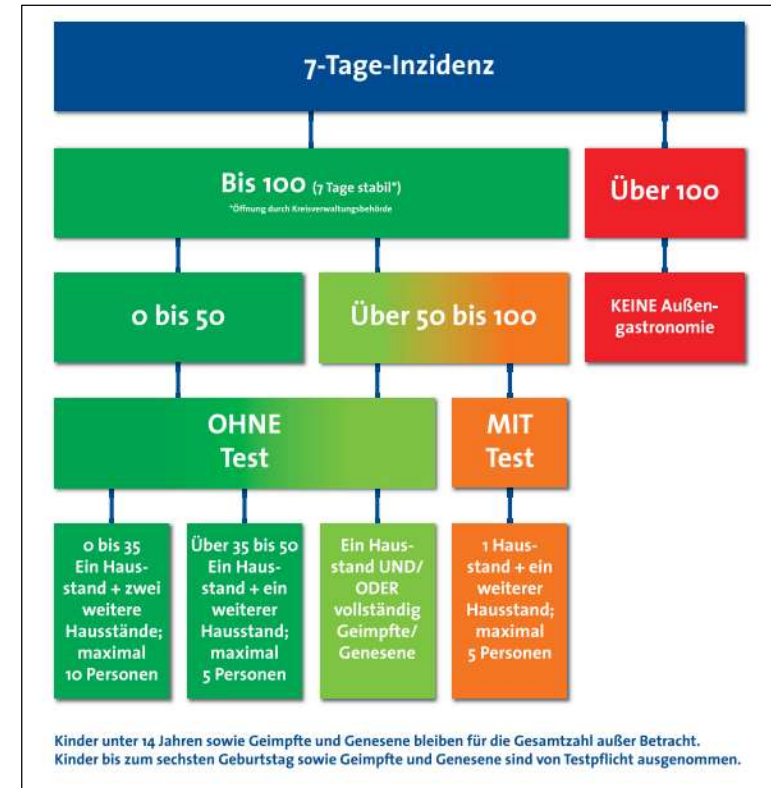 7-Tage-Inzidenz
Bis 100 (7 Tage stabil*)
*Öffnung durch Kreisverwaltungsbehörde
Über 100
0 bis 50
Über 50 bis 100
KEINE Außen-
gastronomie
OHNE
Test
MIT
Test
0 bis 35
Ein Haus-
stand + zwei
weitere
Hausstände;
maximal
10 Personen
Über 35 bis 50
Ein Haus-
stand + ein
weiterer
Hausstand;
maximal
5 Personen
Ein Haus-
stand UND/
ODER
vollständig
Geimpfte/
Genesene
1 Haus-
stand + ein
weiterer
Hausstand;
maximal
5 Personen
Kinder unter 14 Jahren sowie Geimpfte und Genesene bleiben für die Gesamtzahl außer Betracht.
Kinder bis zum sechsten Geburtstag sowie Geimpfte und Genesene sind von Testpflicht ausgenommen.